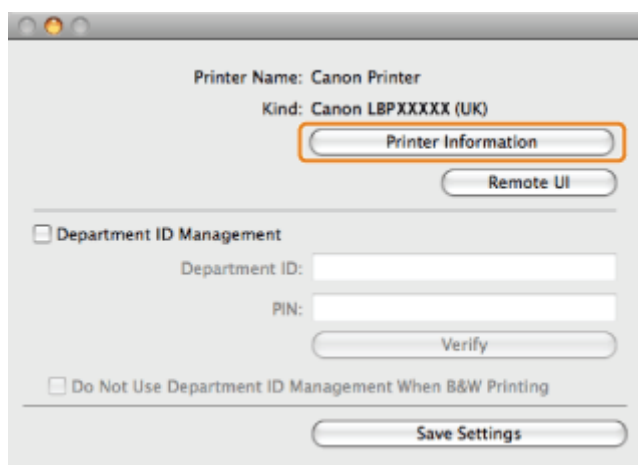 Printer Name: Canon Printer
Kind: Canon LBPXXXXX (UK)
Printer Information
Remote UI
Department ID Management
Department ID:
PIN:
Verify
Do Not Use Department ID Management When B&W Printing
Save Settings